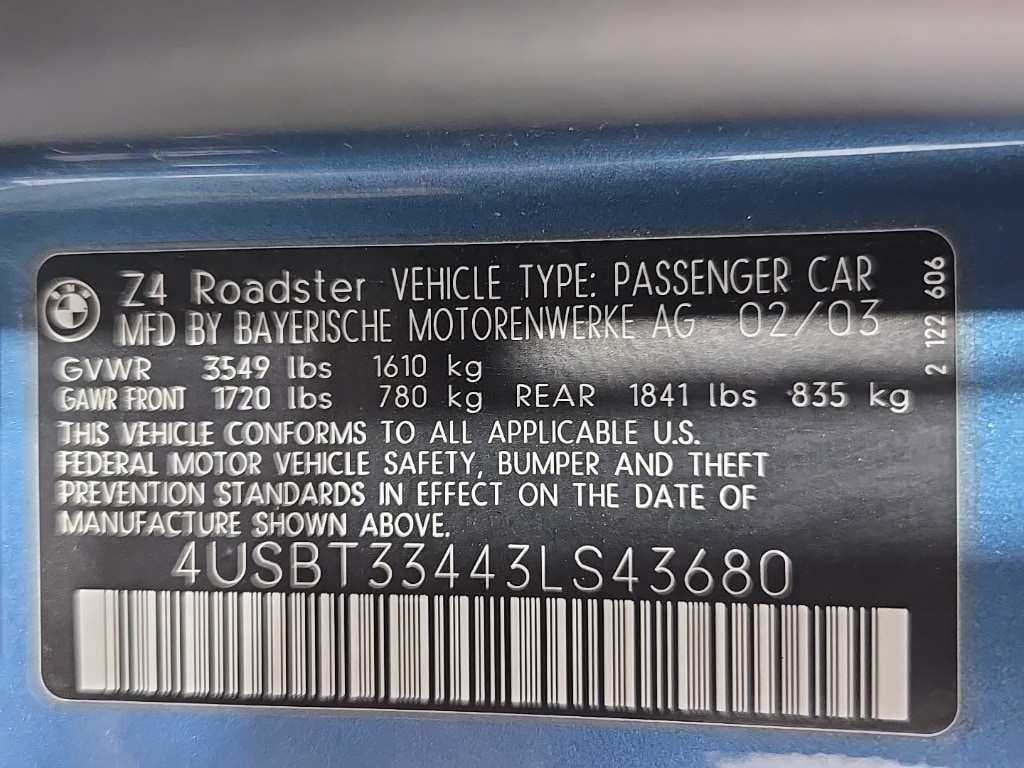 BMW
Z4 Roadster VEHICLE TYPE: PASSENGER CAR
MFD BY BAYERISCHE MOTORENWERKE AG 02/03
2 122 606
GVWR 3549 lbs 1610 kg
GAWR FRONT 1720 lbs 780 kg REAR 1841 lbs 835 kg
THIS VEHICLE CONFORMS TO ALL APPLICABLE U.S.
FEDERAL MOTOR VEHICLE SAFETY, BUMPER AND THEFT
PREVENTION STANDARDS IN EFFECT ON THE DATE OF
MANUFACTURE SHOWN ABOVE.
4USBT33443LS43680